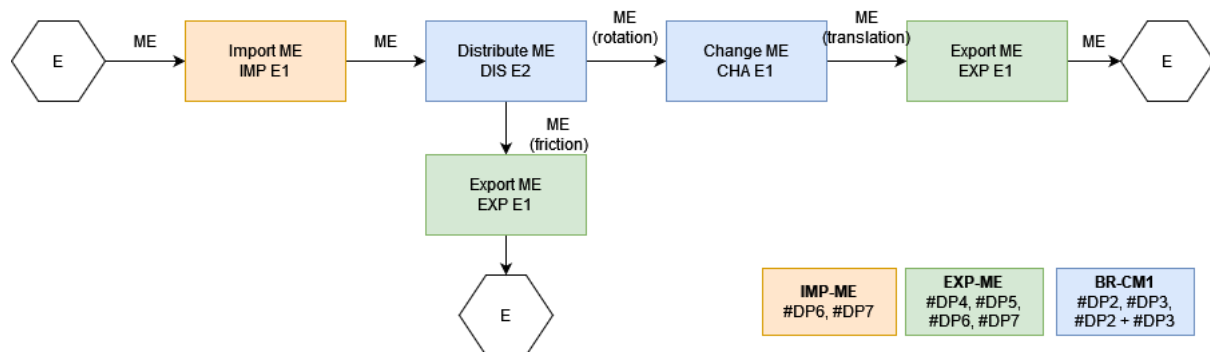 E
ME
Import ME
IMP E1
ME
Distribute ME
DIS E2
ME
(rotation)
Change ME
CHA E1
ME
(translation)
Export ME
EXP E1
ME
E
ME
(friction)
Export ME
EXP E1
E
IMP-ME
#DP6, #DP7
EXP-ME
#DP4, #DP5,
#DP6, #DP7
BR-CM1
#DP2, #DP3,
#DP2 + #DP3